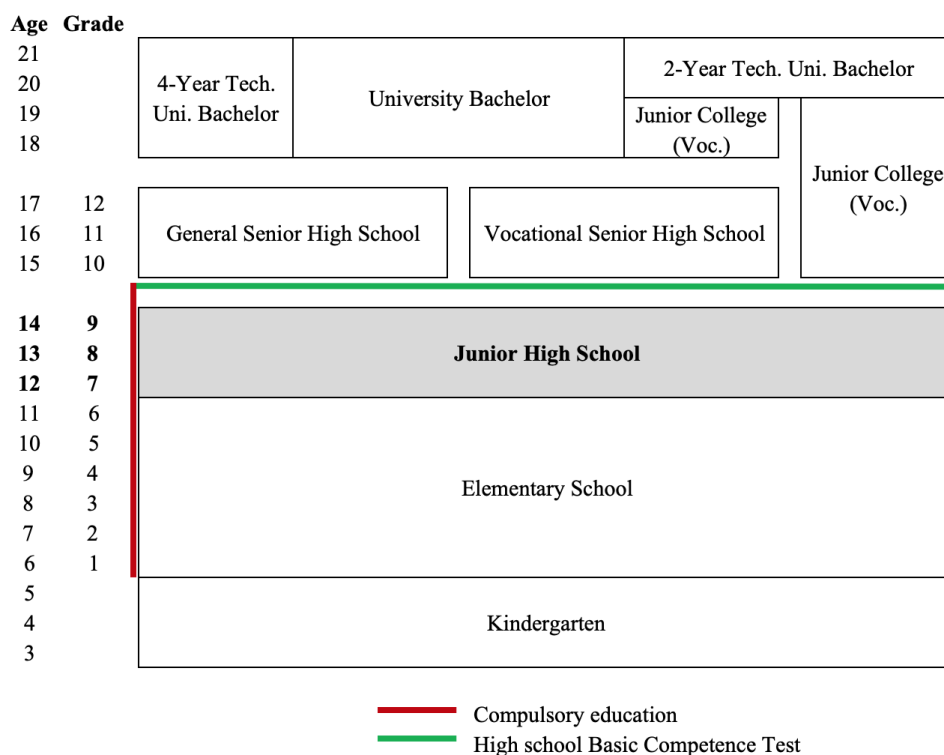 Age Grade
21
20
19
18
4-Year Tech.
Uni. Bachelor
University Bachelor
2-Year Tech. Uni. Bachelor
Junior College
(Voc.)
Junior College
(Voc.)
17 12
16 11
15 10
General Senior High School
Vocational Senior High School
14 9
13 8
12 7
Junior High School
11 6
10 5
9 4
8 3
7 2
6 1
Elementary School
5
4
3
Kindergarten
Compulsory education
High school Basic Competence Test